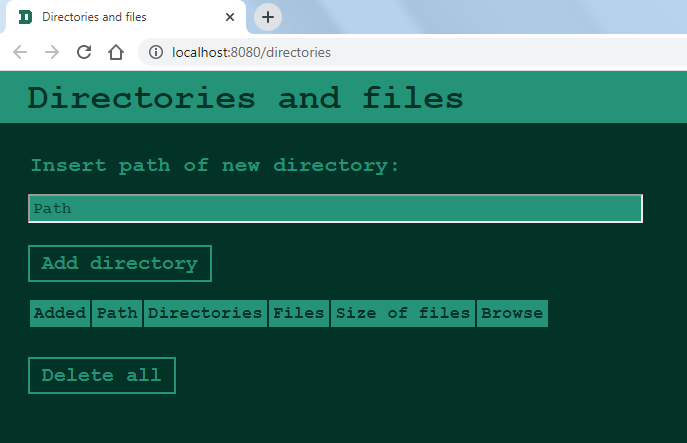 Directories and files
localhost:8080/directories
Directories and files
Insert path of new directory:
Path
Add directory
Added Path Directories Files Size of files Browse
Delete all